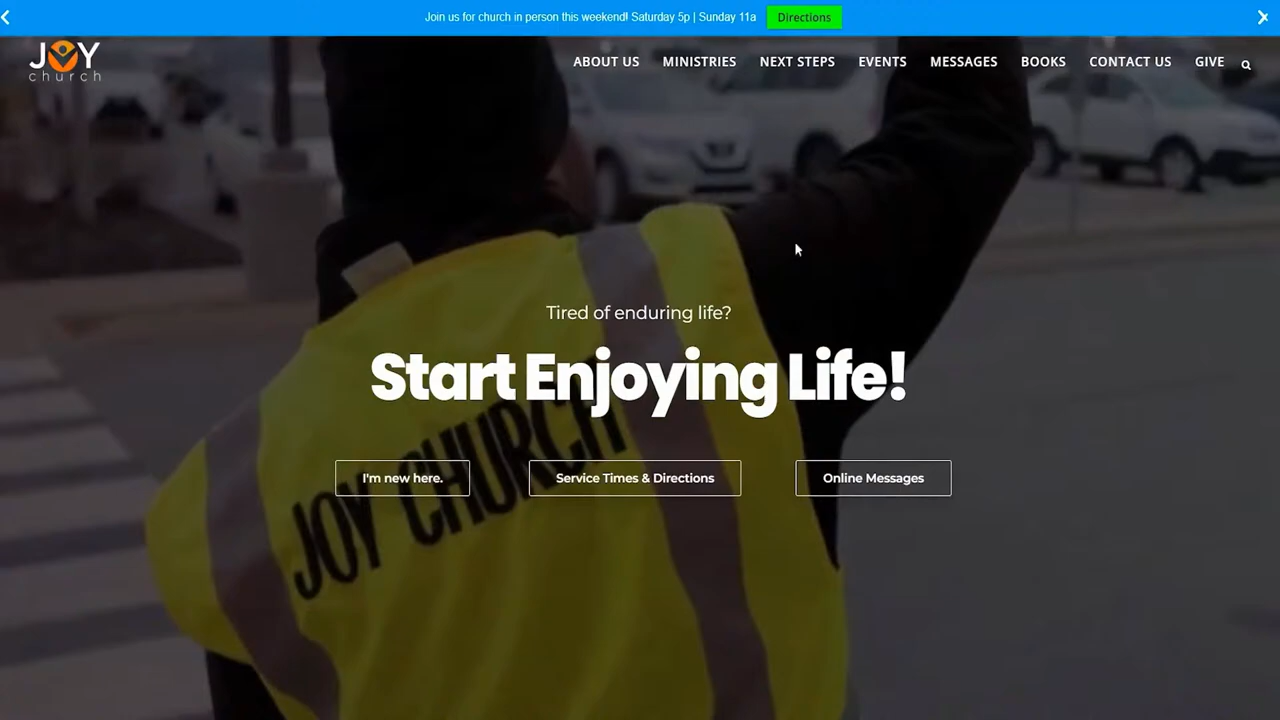 Join us for church in person this weekend! Saturday 5p | Sunday 11a Directions
JOY
church
ABOUT US MINISTRIES NEXT STEPS EVENTS MESSAGES BOOKS CONTACT US GIVE
Tired of enduring life?
Start Enjoying Life!
JOY CHURCH
I'm new here. Service Times & Directions Online Messages